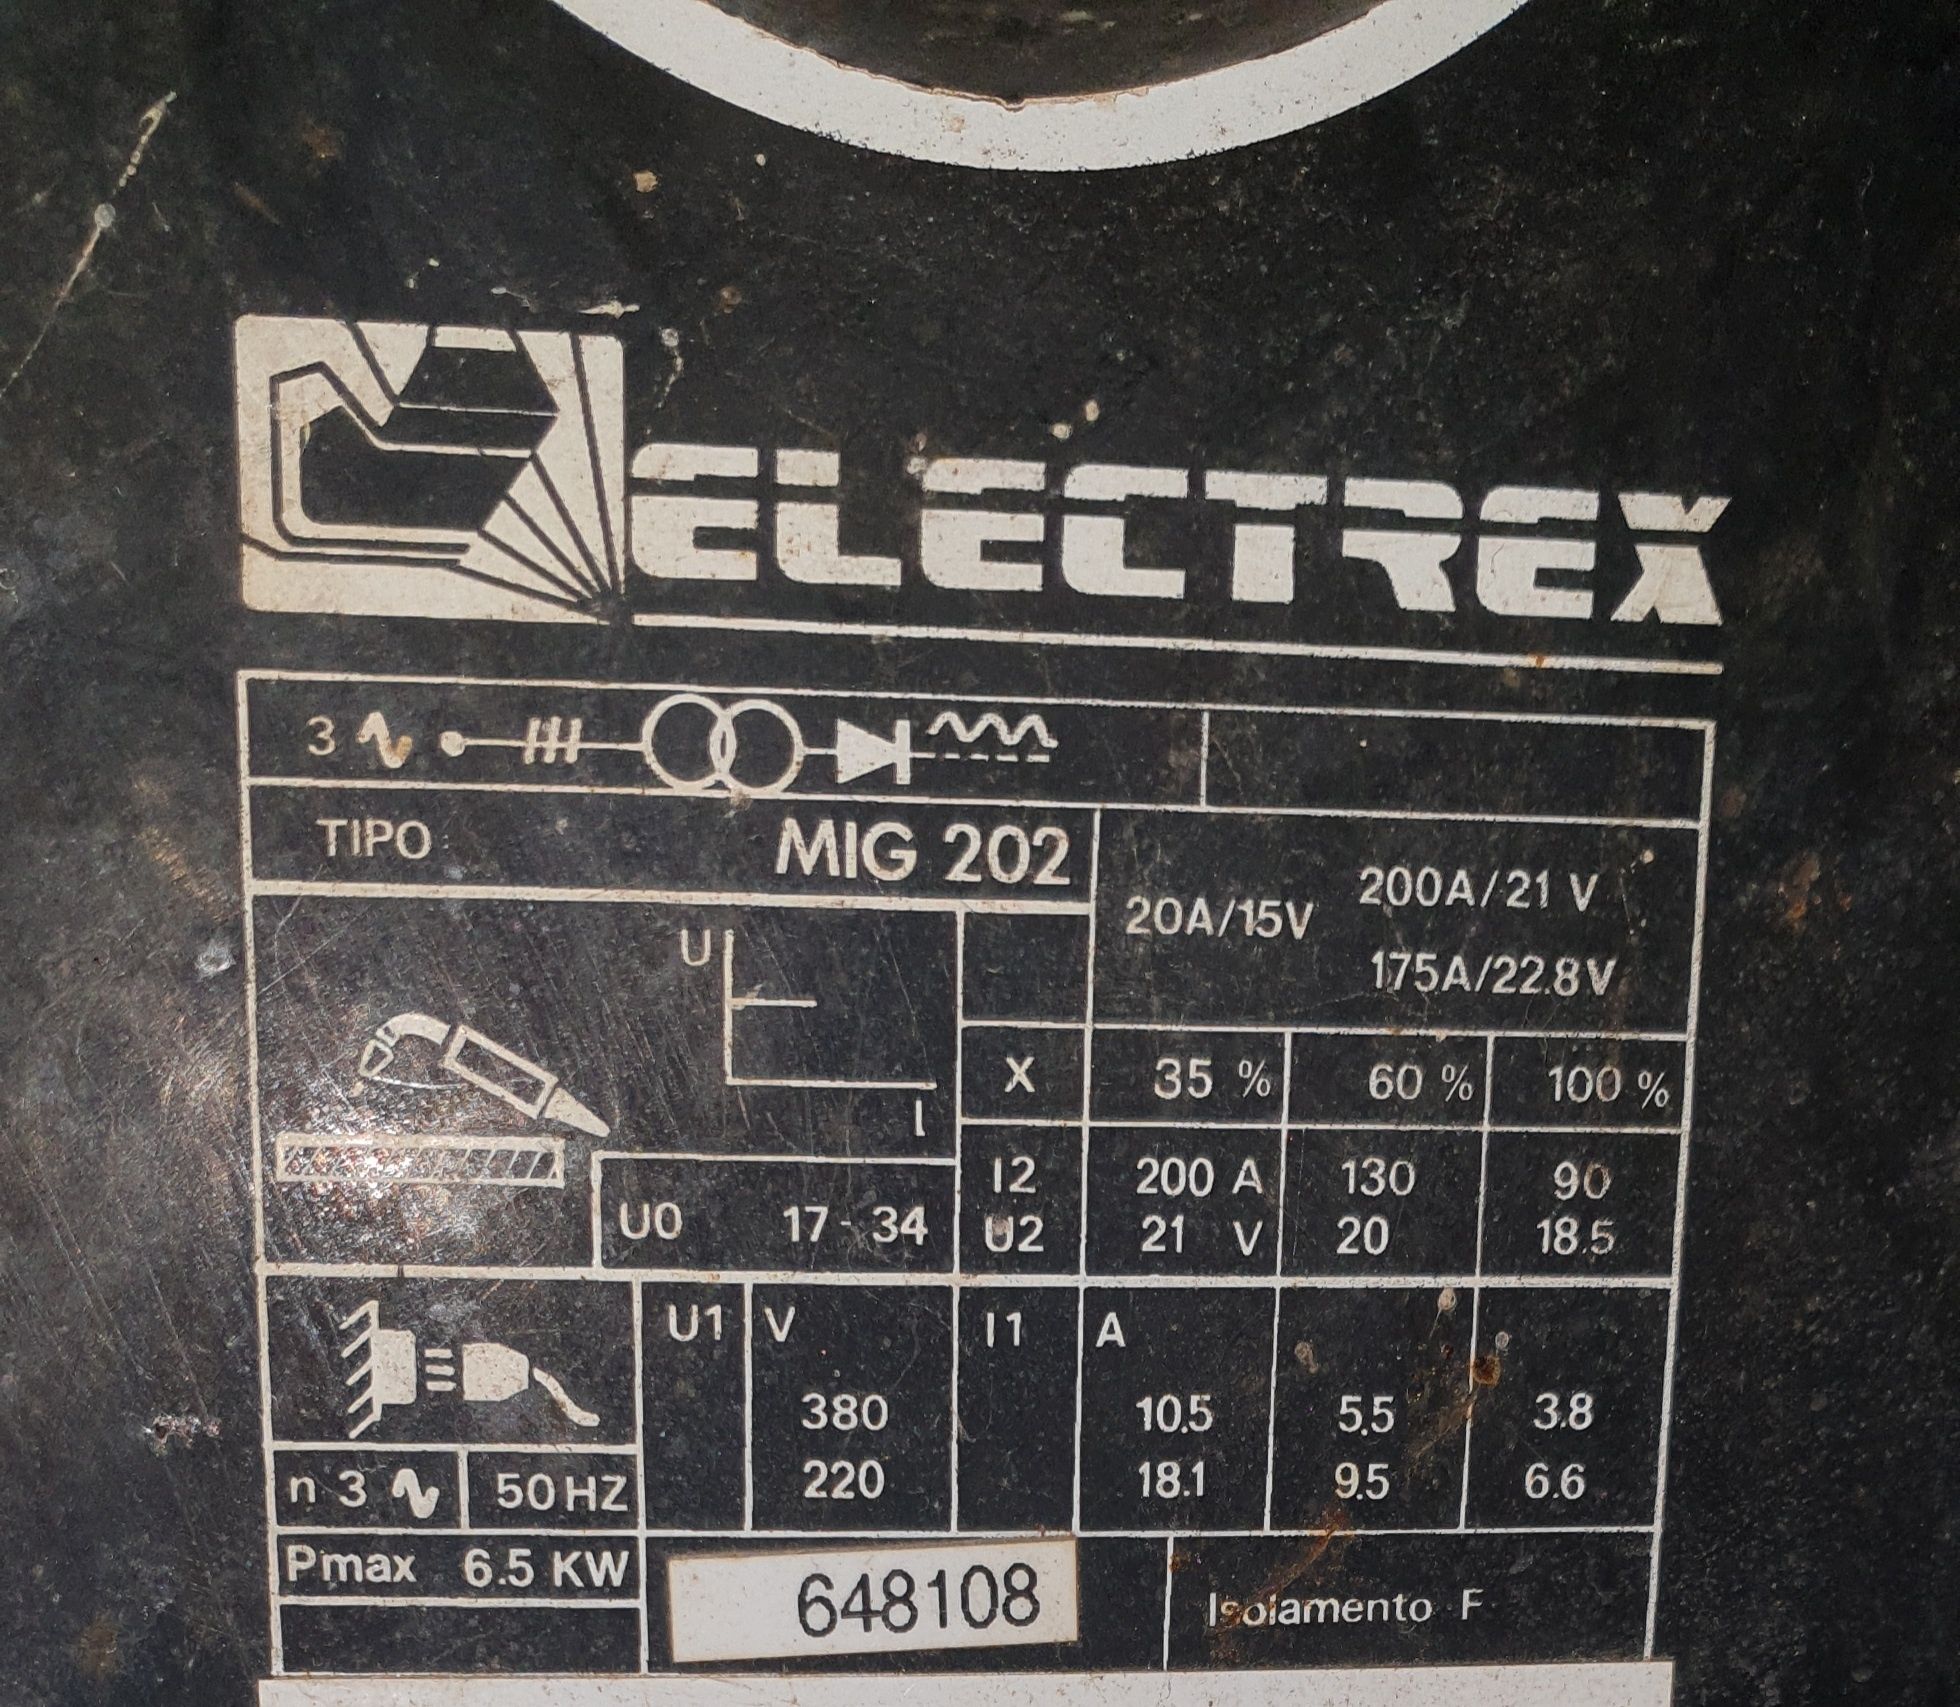 ELECTREX
3
TIPO MIG 202
20A/15V 200A/21 V
175A/22.8V
U
I
X 35 % 60 % 100 %
I2 200 A 130 90
U0 17-34 U2 21 V 20 18.5
U1 V I1 A
380 10.5 5.5 3.8
220 18.1 9.5 6.6
n 3 50 HZ
Pmax 6.5 KW
648108
Isolamento F